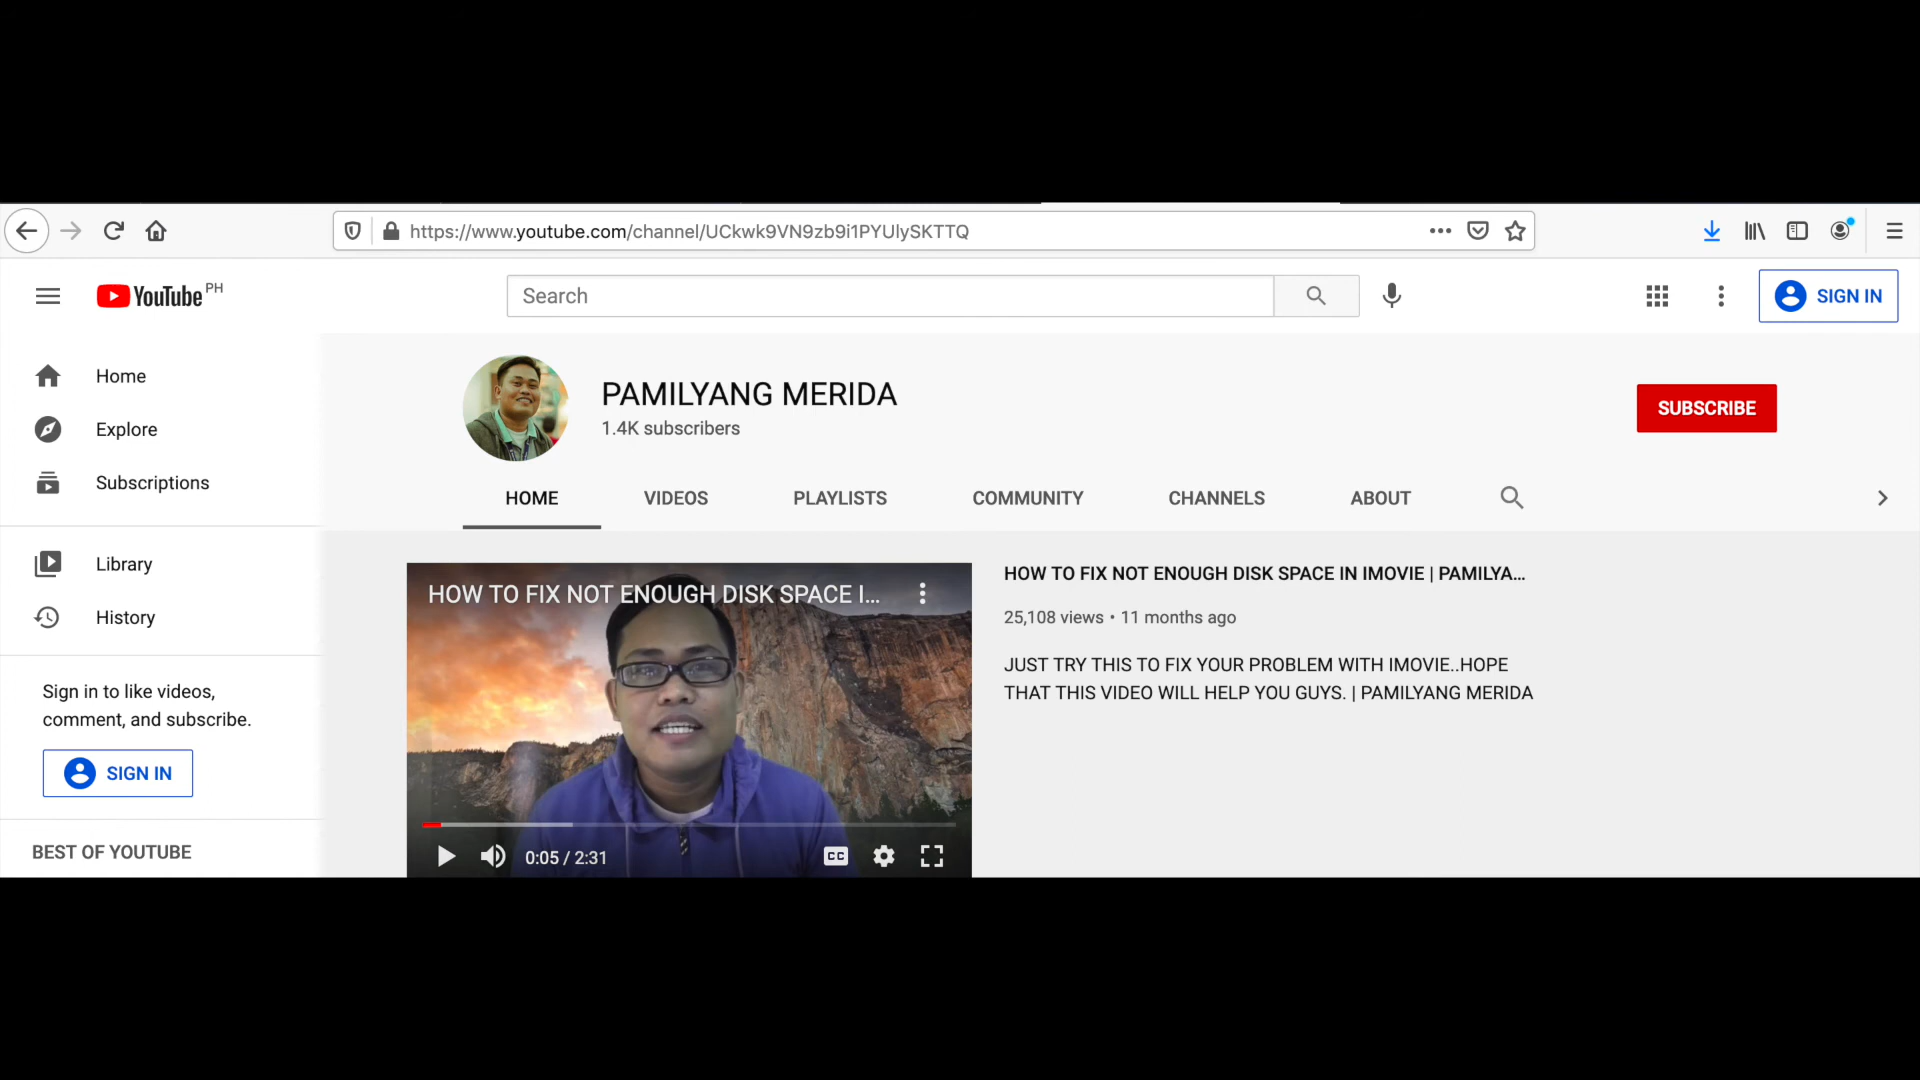 https://www.youtube.com/channel/UCkwk9VN9zb9i1PYUlySKTTQ
YouTube PH
Search
SIGN IN
Home
Explore
Subscriptions
Library
History
Sign in to like videos,
comment, and subscribe.
SIGN IN
BEST OF YOUTUBE
PAMILYANG MERIDA
1.4K subscribers
SUBSCRIBE
HOME VIDEOS PLAYLISTS COMMUNITY CHANNELS ABOUT
HOW TO FIX NOT ENOUGH DISK SPACE I...
0:05 / 2:31
CC
HOW TO FIX NOT ENOUGH DISK SPACE IN IMOVIE | PAMILYA...
25,108 views • 11 months ago
JUST TRY THIS TO FIX YOUR PROBLEM WITH IMOVIE..HOPE
THAT THIS VIDEO WILL HELP YOU GUYS. | PAMILYANG MERIDA